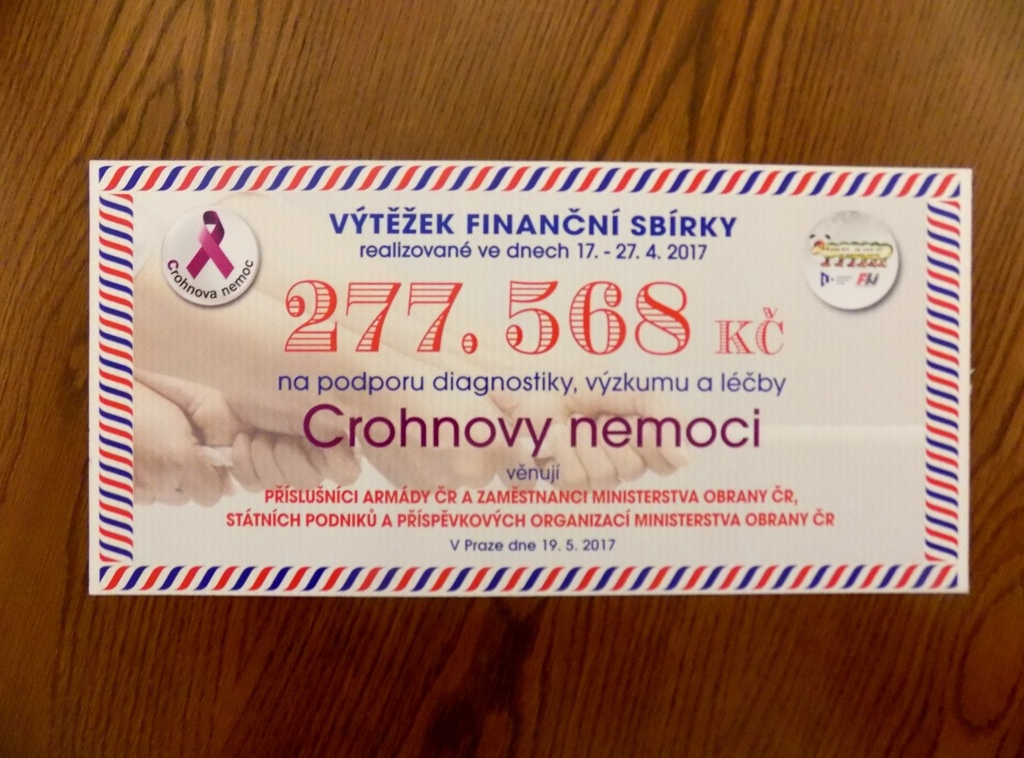 VÝTĚŽEK FINANČNÍ SBÍRKY
realizované ve dnech 17. - 27. 4. 2017
Crohnova nemoc
277.568 KČ
na podporu diagnostiky, výzkumu a léčby
Crohnovy nemoci
věnují
PŘÍSLUŠNÍCI ARMÁDY ČR A ZAMĚSTNANCI MINISTERSTVA OBRANY ČR,
STÁTNÍCH PODNIKŮ A PŘÍSPĚVKOVÝCH ORGANIZACÍ MINISTERSTVA OBRANY ČR
V Praze dne 19. 5. 2017